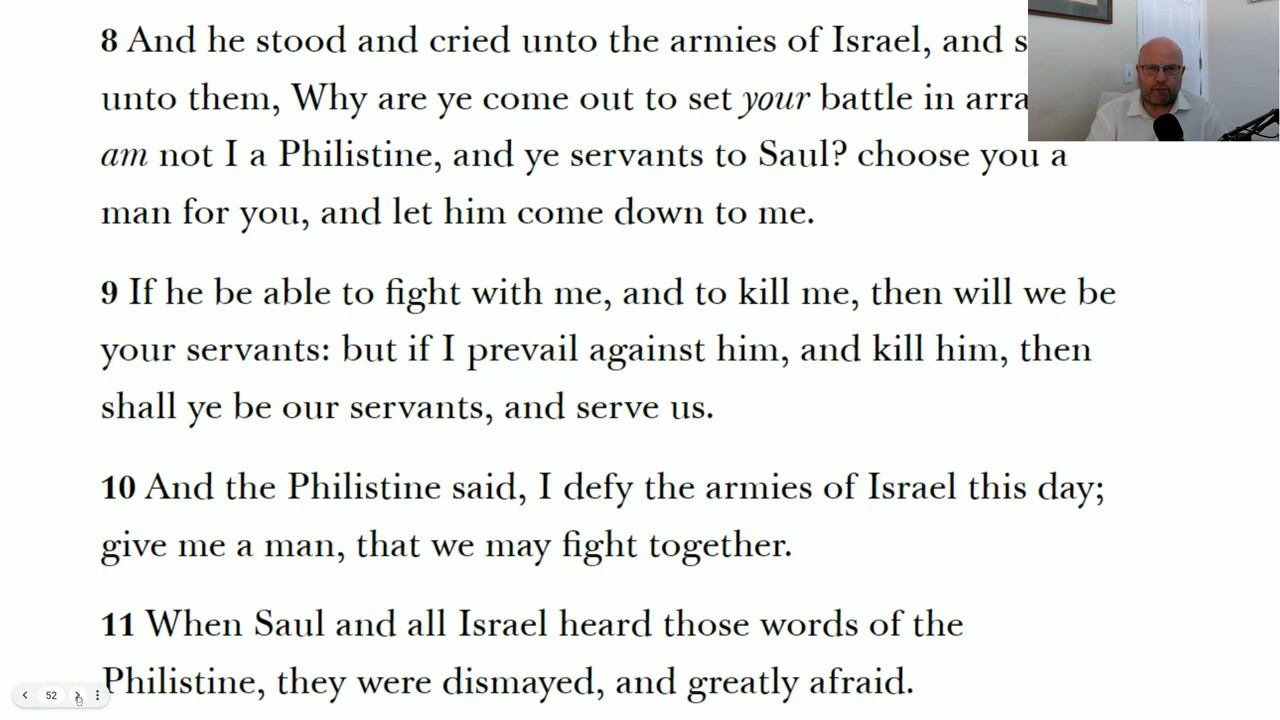 8 And he stood and cried unto the armies of Israel, and s
unto them, Why are ye come out to set your battle in arra
am not I a Philistine, and ye servants to Saul? choose you a
man for you, and let him come down to me.
9 If he be able to fight with me, and to kill me, then will we be
your servants: but if I prevail against him, and kill him, then
shall ye be our servants, and serve us.
10 And the Philistine said, I defy the armies of Israel this day;
give me a man, that we may fight together.
11 When Saul and all Israel heard those words of the
Philistine, they were dismayed, and greatly afraid.
52